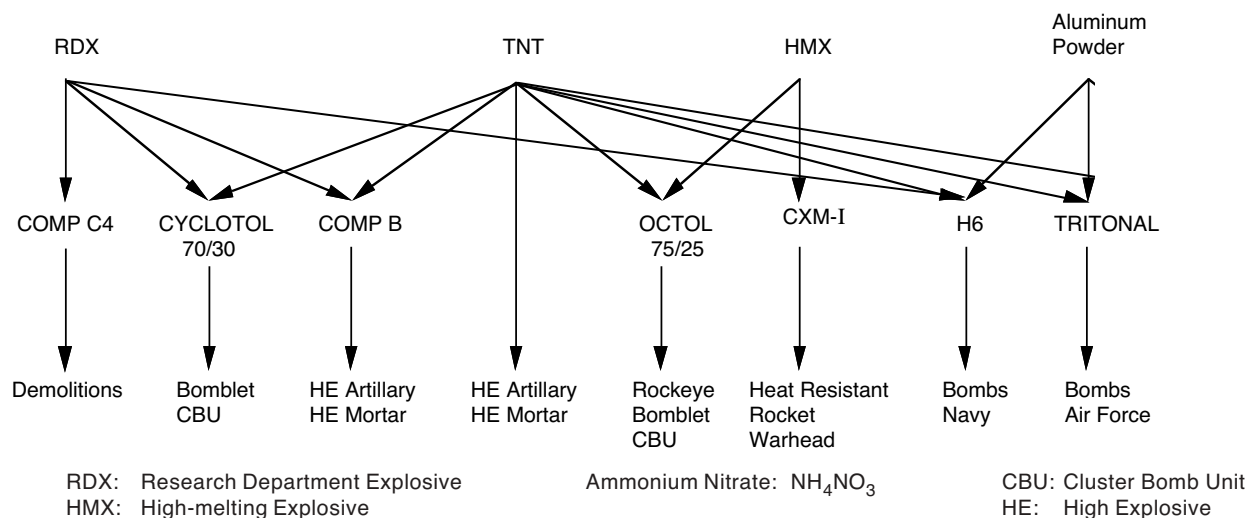 RDX TNT HMX Aluminum
Powder
COMP C4 CYCLOTOL COMP B OCTOL CXM-I H6 TRITONAL
70/30 75/25
Demolitions Bomblet HE Artillary HE Artillary Rockeye Heat Resistant Bombs Bombs
CBU HE Mortar HE Mortar Bomblet Rocket Navy Air Force
CBU Warhead
RDX: Research Department Explosive Ammonium Nitrate: NH4NO3 CBU: Cluster Bomb Unit
HMX: High-melting Explosive HE: High Explosive